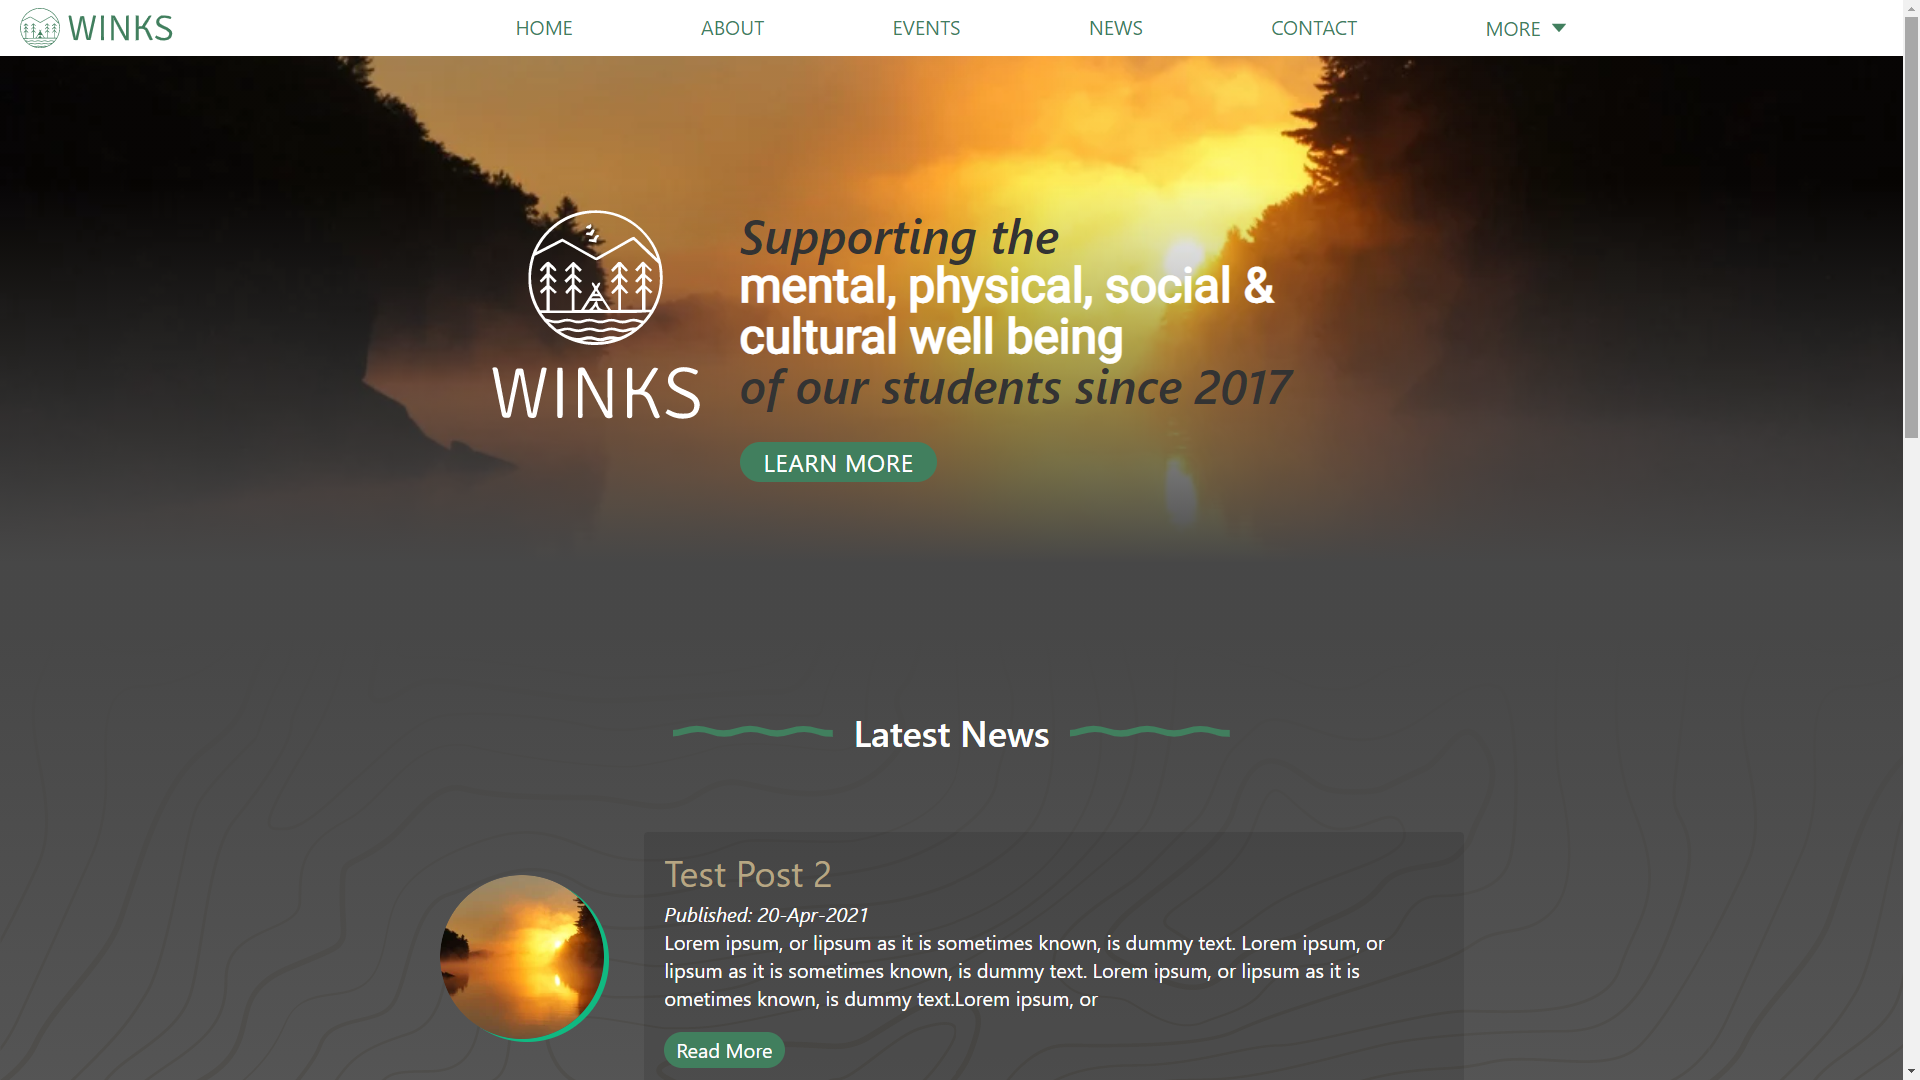 WINKS
HOME
ABOUT
EVENTS
NEWS
CONTACT
MORE
WINKS
Supporting the
mental, physical, social &
cultural well being
of our students since 2017
LEARN MORE
Latest News
Test Post 2
Published: 20-Apr-2021
Lorem ipsum, or lipsum as it is sometimes known, is dummy text. Lorem ipsum, or
lipsum as it is sometimes known, is dummy text. Lorem ipsum, or lipsum as it is
ometimes known, is dummy text.Lorem ipsum, or
Read More